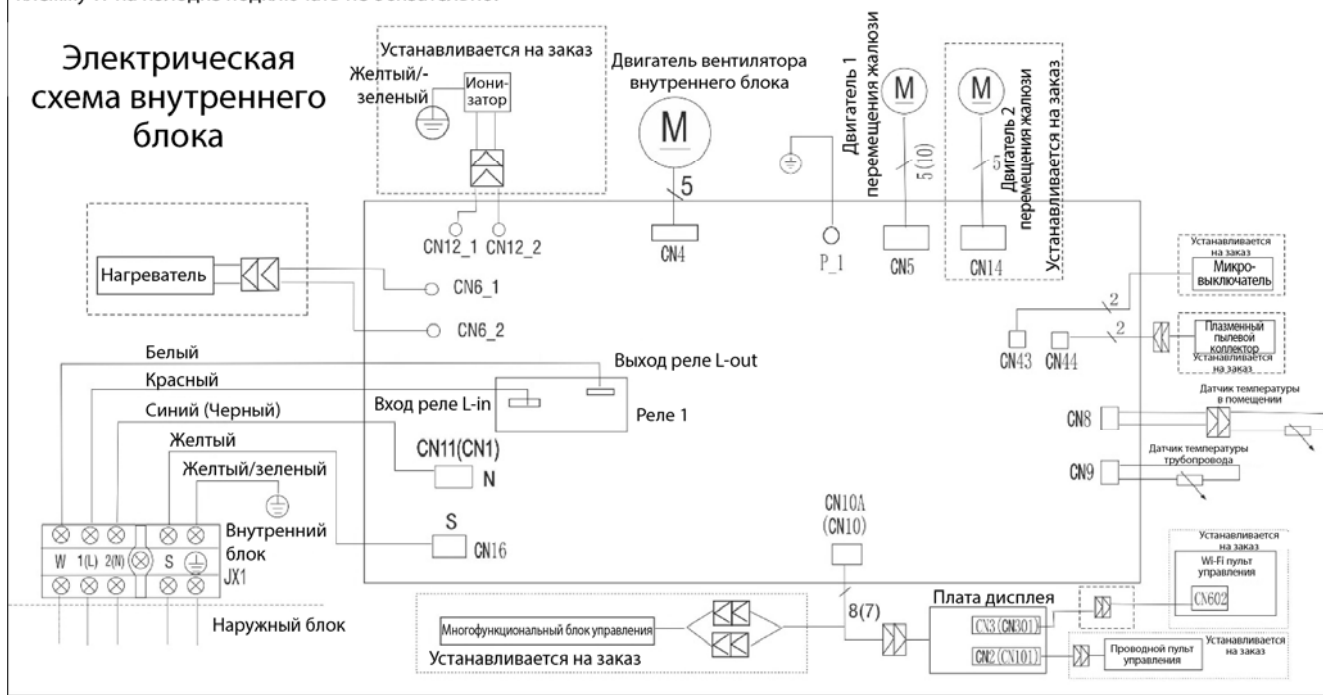 Электрическая
схема внутреннего
блока
Устанавливается на заказ
Желтый/-
зеленый
Иони-
затор
Двигатель вентилятора
внутреннего блока
M
5
Двигатель 1
перемещения жалюзи
M
5 (10)
M
5
Двигатель 2
перемещения жалюзи
Устанавливается на заказ
CN12_1
CN12_2
CN4
P_1
CN5
CN14
Нагреватель
CN6_1
CN6_2
Устанавливается
на заказ
Микро-
выключатель
2
2
CN43
CN44
Плазменный
пылевой
коллектор
Устанавливается
на заказ
Белый
Выход реле L-out
Красный
Вход реле L-in
Реле 1
Синий (Черный)
CN11(CN1)
N
Желтый
Желтый/зеленый
Датчик температуры
в помещении
CN8
Датчик температуры
трубопровода
CN9
CN10A
(CN10)
S
CN16
Внутренний
блок
JX1
W 1(L) 2(N) S
Наружный блок
Многофункциональный блок управления
Устанавливается на заказ
8(7)
Плата дисплея
CN3(CN301)
CN2(CN101)
Устанавливается
на заказ
Wi-Fi пульт
управления
CN602
Проводной пульт
управления
Устанавливается
на заказ